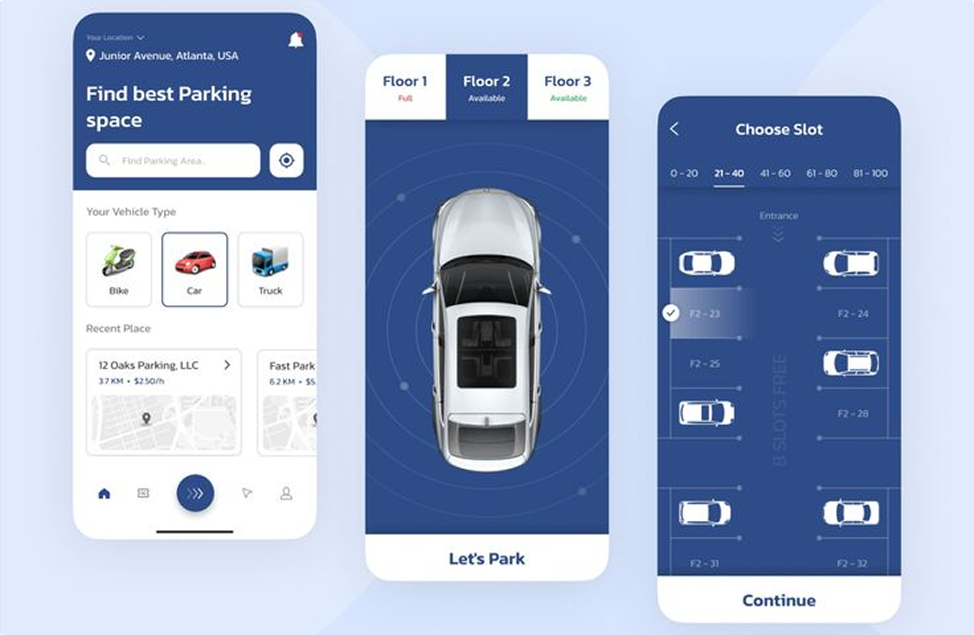 Your Location
Junior Avenue, Atlanta, USA
Find best Parking
space
Find Parking Area...
Your Vehicle Type
Bike
Car
Truck
Recent Place
12 Oaks Parking, LLC
3.7 KM • $2.50/h
Fast Park
6.2 KM • $5.
Floor 1
Full
Floor 2
Available
Floor 3
Available
Let's Park
Choose Slot
0 - 20
21 - 40
41 - 60
61 - 80
81 - 100
Entrance
F2 - 23
F2 - 24
F2 - 25
F2 - 28
8 SLOTS FREE
F2 - 31
F2 - 32
Continue